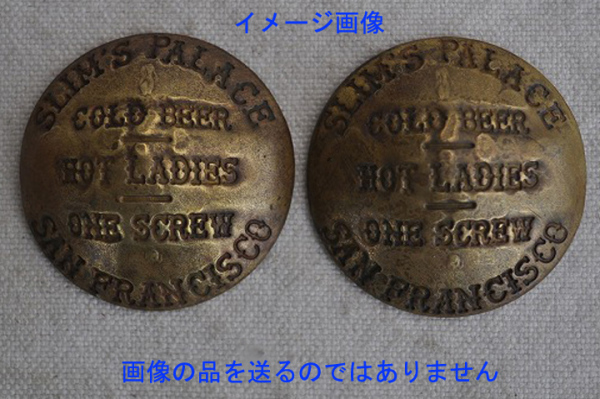 イメージ画像
SLIM'S PALACE
COLD BEER
HOT LADIES
ONE SCREW
SAN FRANCISCO
SLIM'S PALACE
COLD BEER
HOT LADIES
ONE SCREW
SAN FRANCISCO
画像の品を送るのではありません